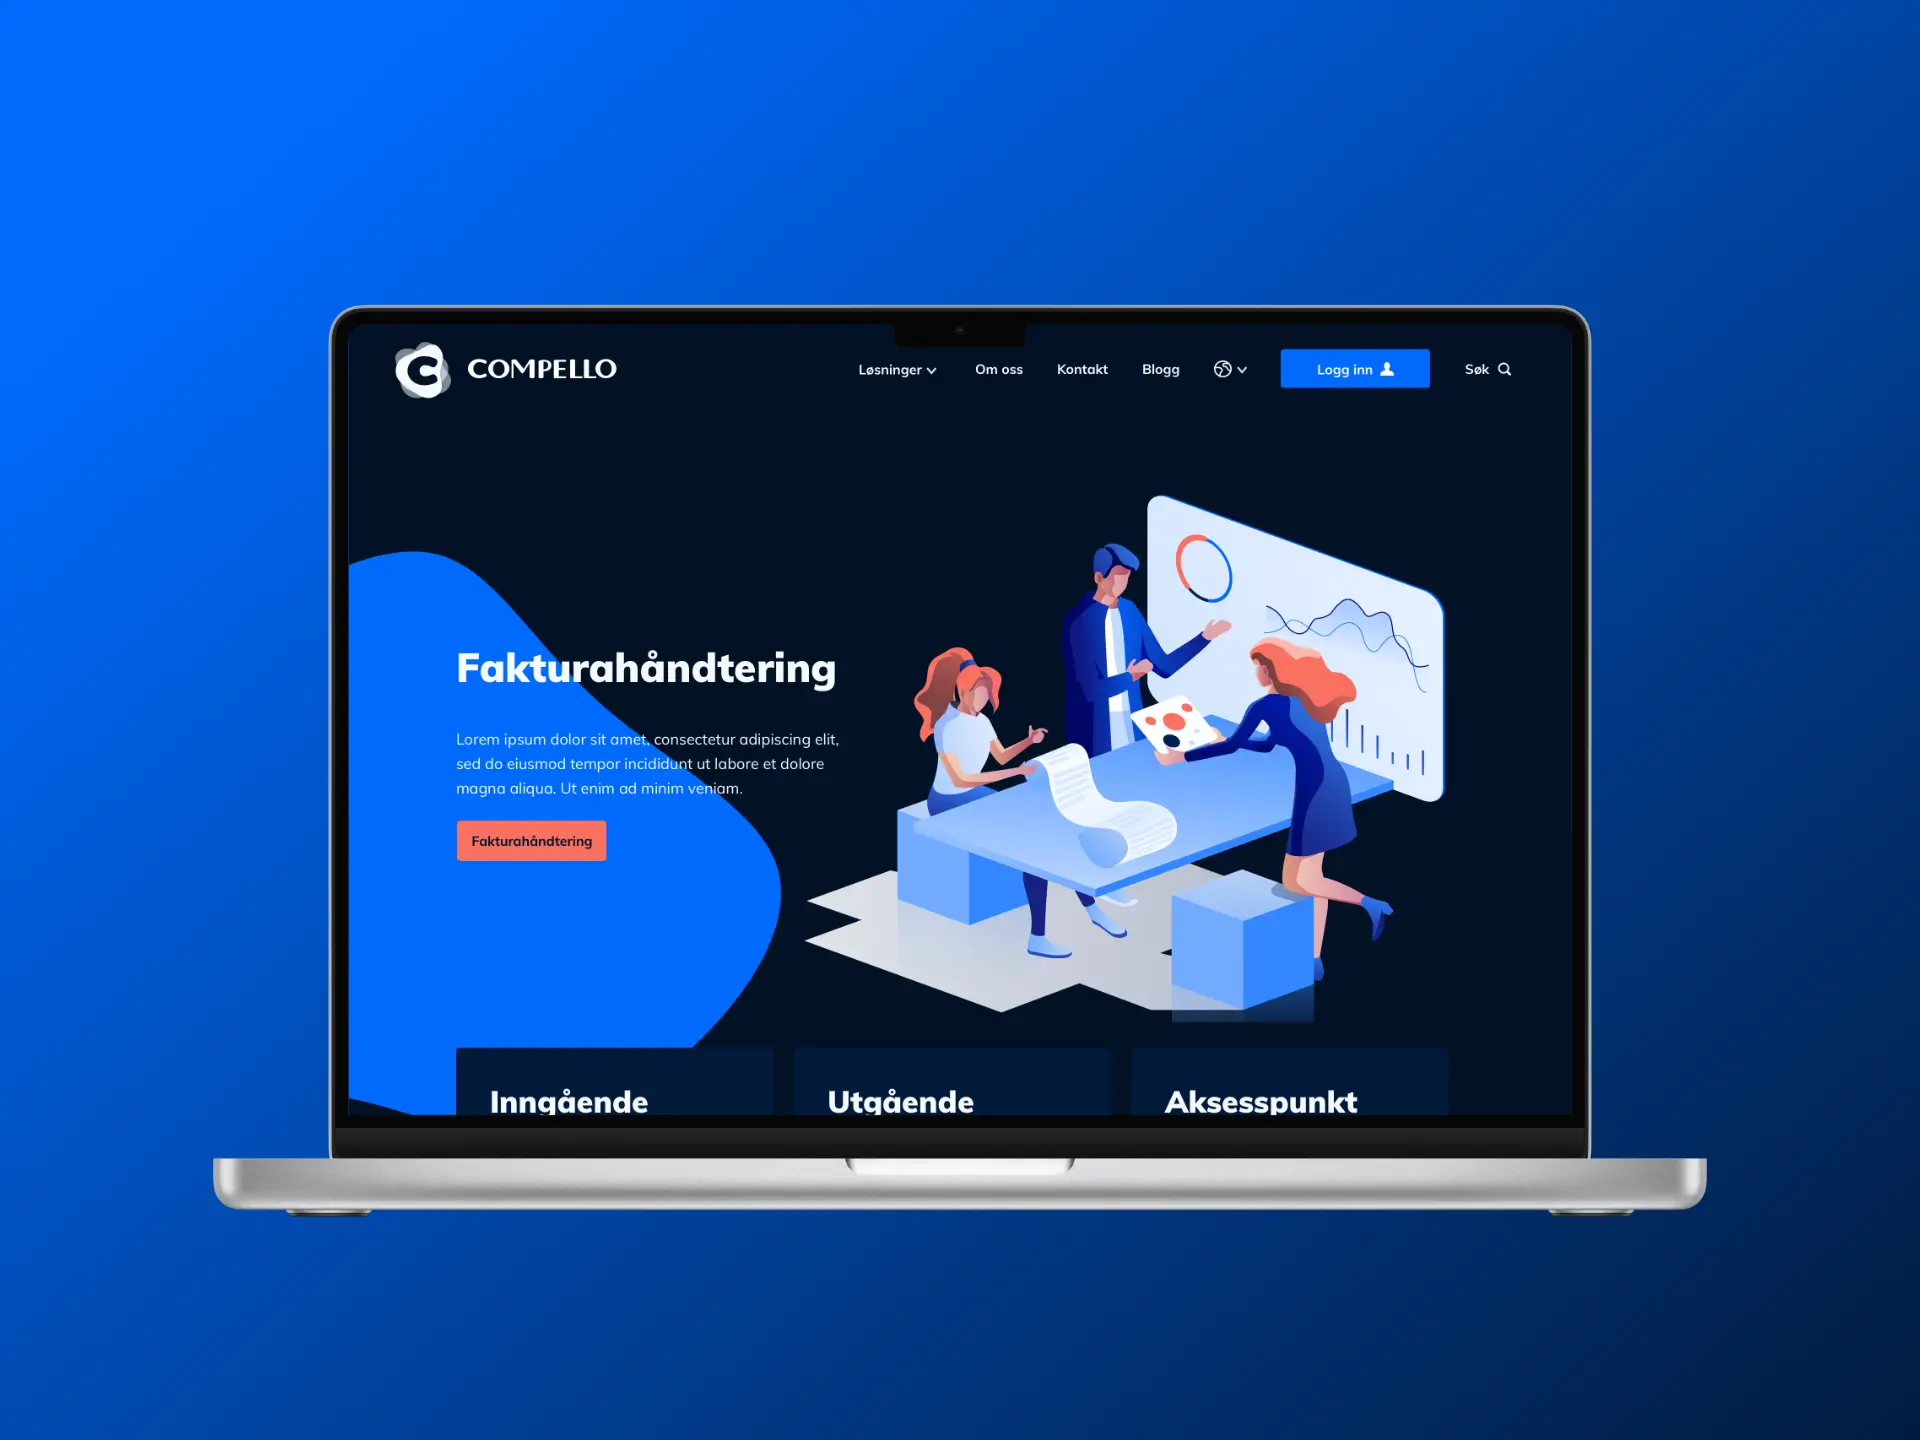 COMPELLO
Løsninger
Om oss
Kontakt
Blogg
Logg inn
Søk
Fakturahåndtering
Lorem ipsum dolor sit amet, consectetur adipiscing elit,
sed do eiusmod tempor incididunt ut labore et dolore
magna aliqua. Ut enim ad minim veniam.
Fakturahåndtering
Inngående
Utgående
Aksesspunkt